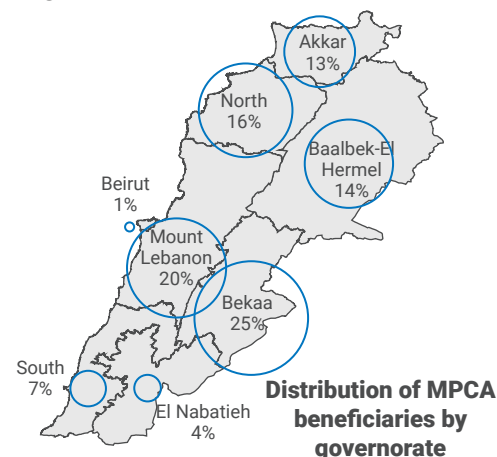 Akkar
13%
North
16%
Baalbek-El
Hermel
14%
Beirut
1%
Mount
Lebanon
20%
Bekaa
25%
South
7%
El Nabatieh
4%
Distribution of MPCA
beneficiaries by
governorate